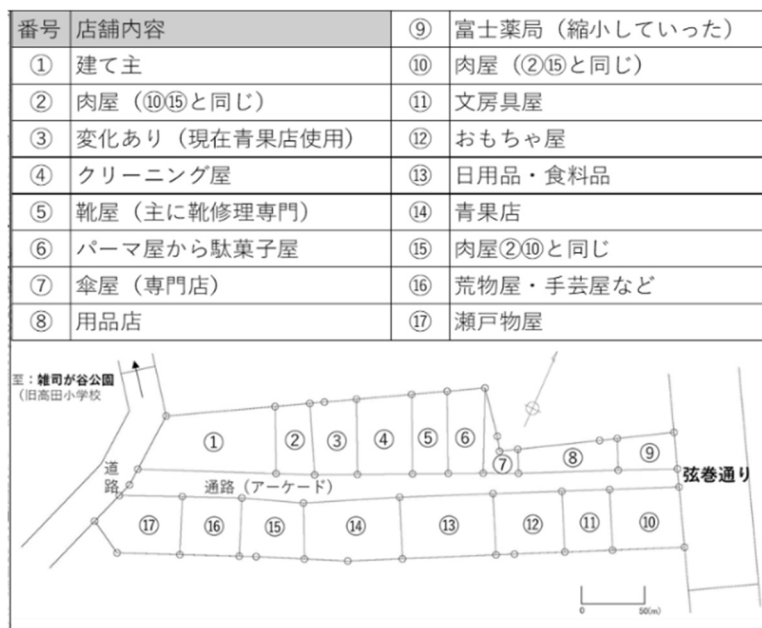 番号 店舗内容
① 建て主
② 肉屋（⑩⑮と同じ）
③ 変化あり（現在青果店使用）
④ クリーニング屋
⑤ 靴屋（主に靴修理専門）
⑥ パーマ屋から駄菓子屋
⑦ 傘屋（専門店）
⑧ 用品店
⑨ 富士薬局（縮小していった）
⑩ 肉屋（②⑮と同じ）
⑪ 文房具屋
⑫ おもちゃ屋
⑬ 日用品・食料品
⑭ 青果店
⑮ 肉屋②⑩と同じ
⑯ 荒物屋・手芸屋など
⑰ 瀬戸物屋
至：雑司が谷公園
（旧高田小学校
① ② ③ ④ ⑤ ⑥ ⑦ ⑧ ⑨
道路
通路（アーケード）
弦巻通り
⑰ ⑯ ⑮ ⑭ ⑬ ⑫ ⑪ ⑩
0 50(m)